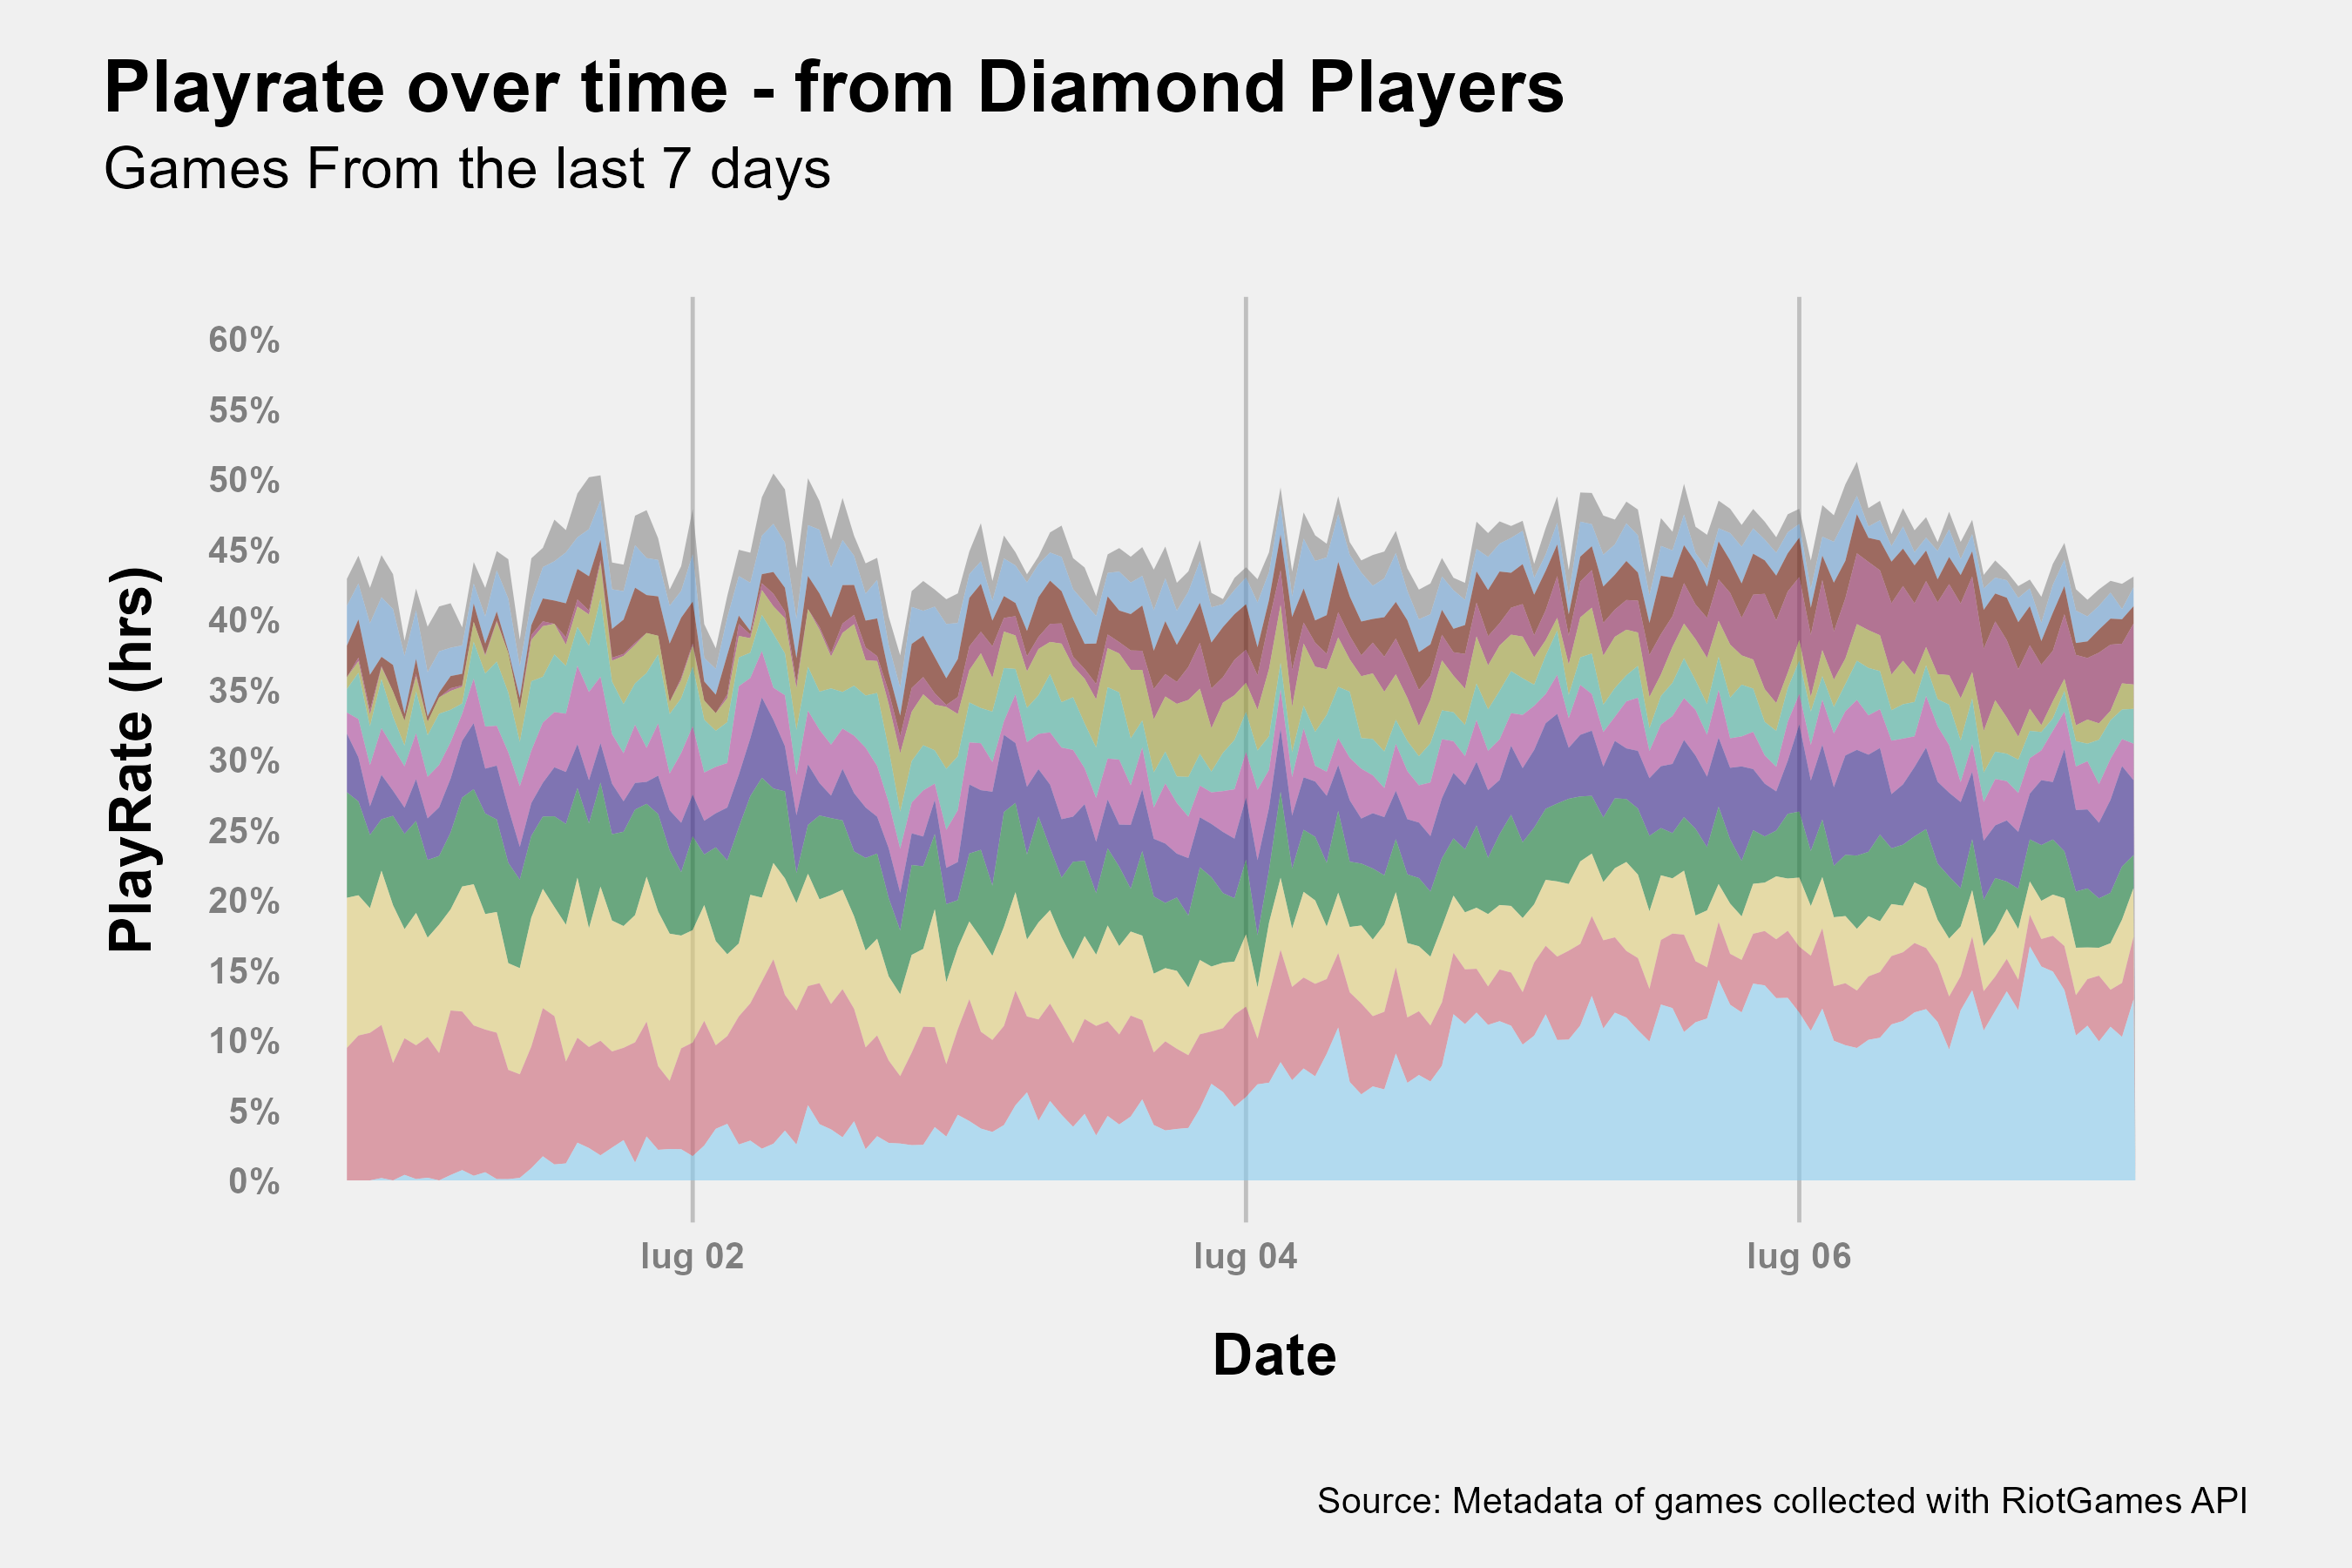 Playrate over time - from Diamond Players
Games From the last 7 days
60%
55%
50%
45%
40%
35%
30%
25%
20%
15%
10%
5%
0%
PlayRate (hrs)
lug 02
lug 04
lug 06
Date
Source: Metadata of games collected with RiotGames API